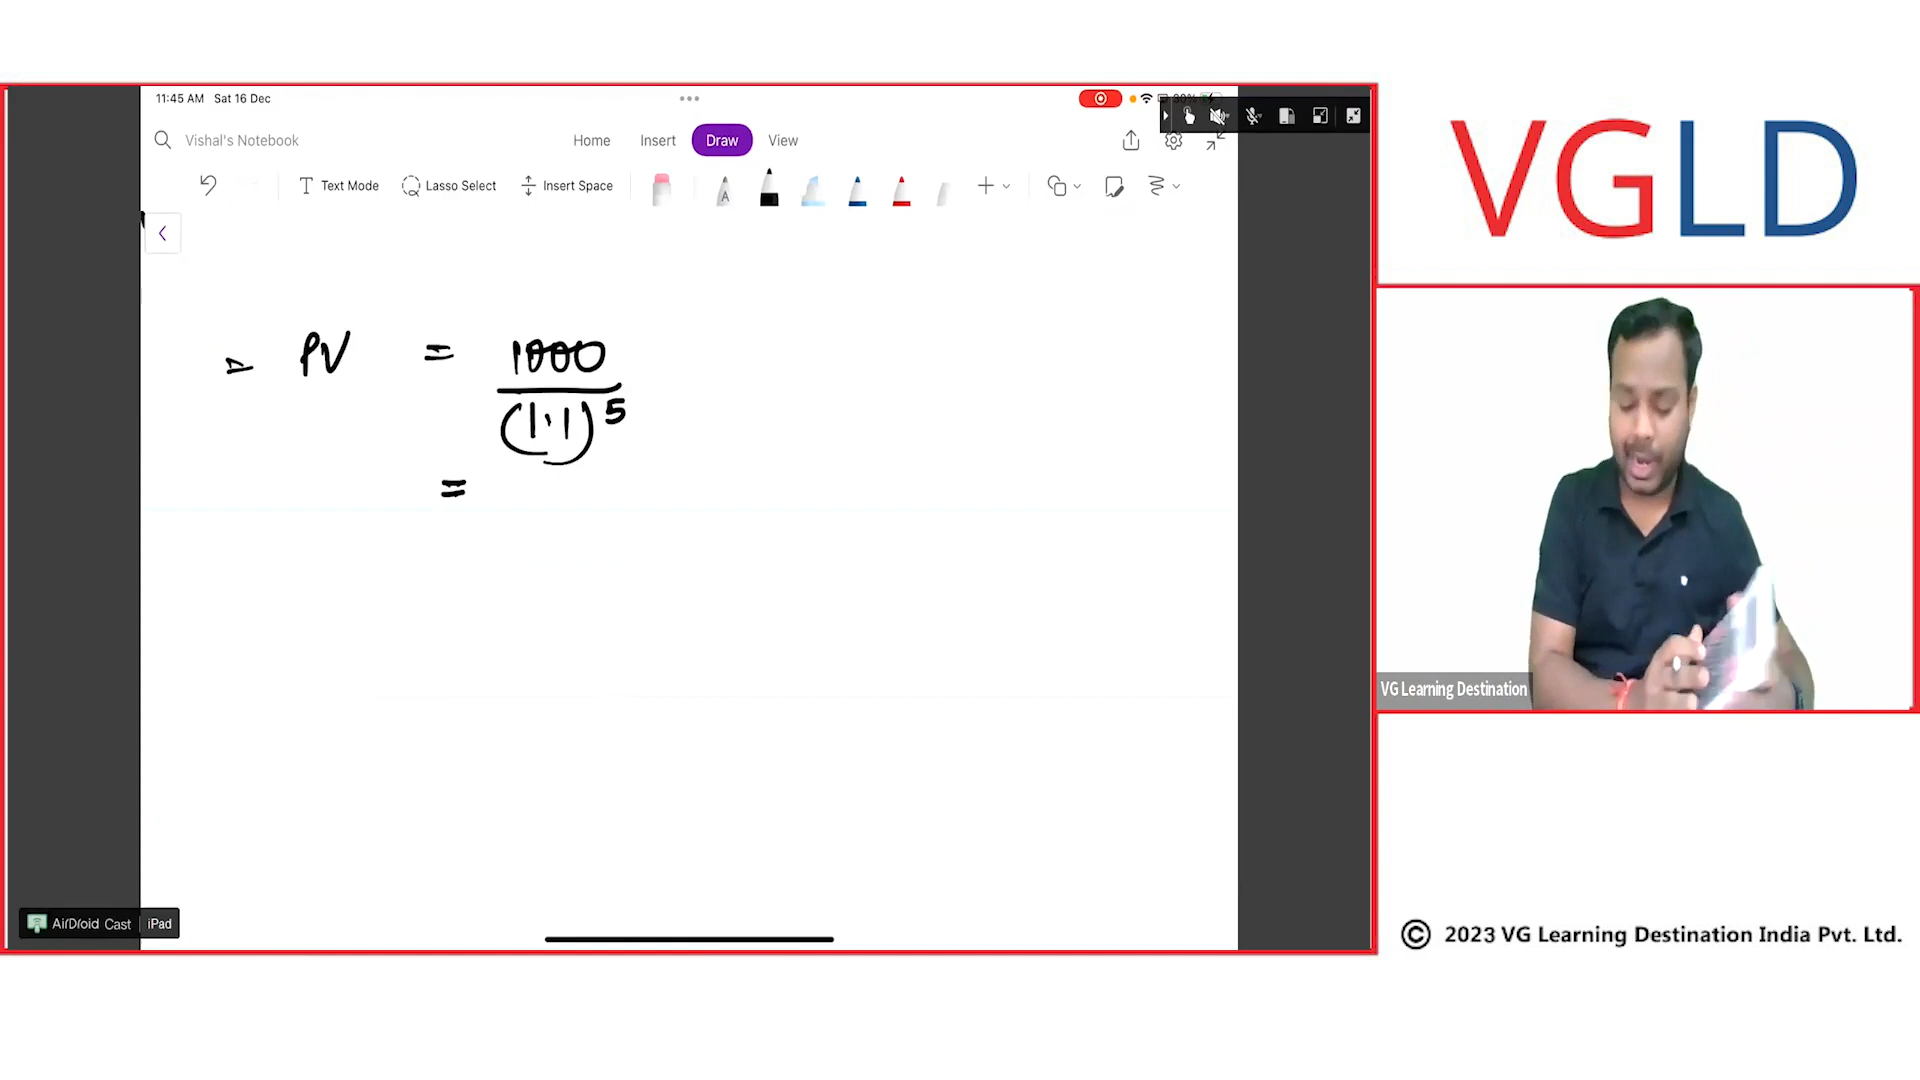 11:45 AM Sat 16 Dec
Vishal's Notebook
Home Insert Draw View
Text Mode Lasso Select Insert Space
= PV = 1000
(1.1)^5
=
VGLD
VG Learning Destination
AirDroid Cast iPad
© 2023 VG Learning Destination India Pvt. Ltd.